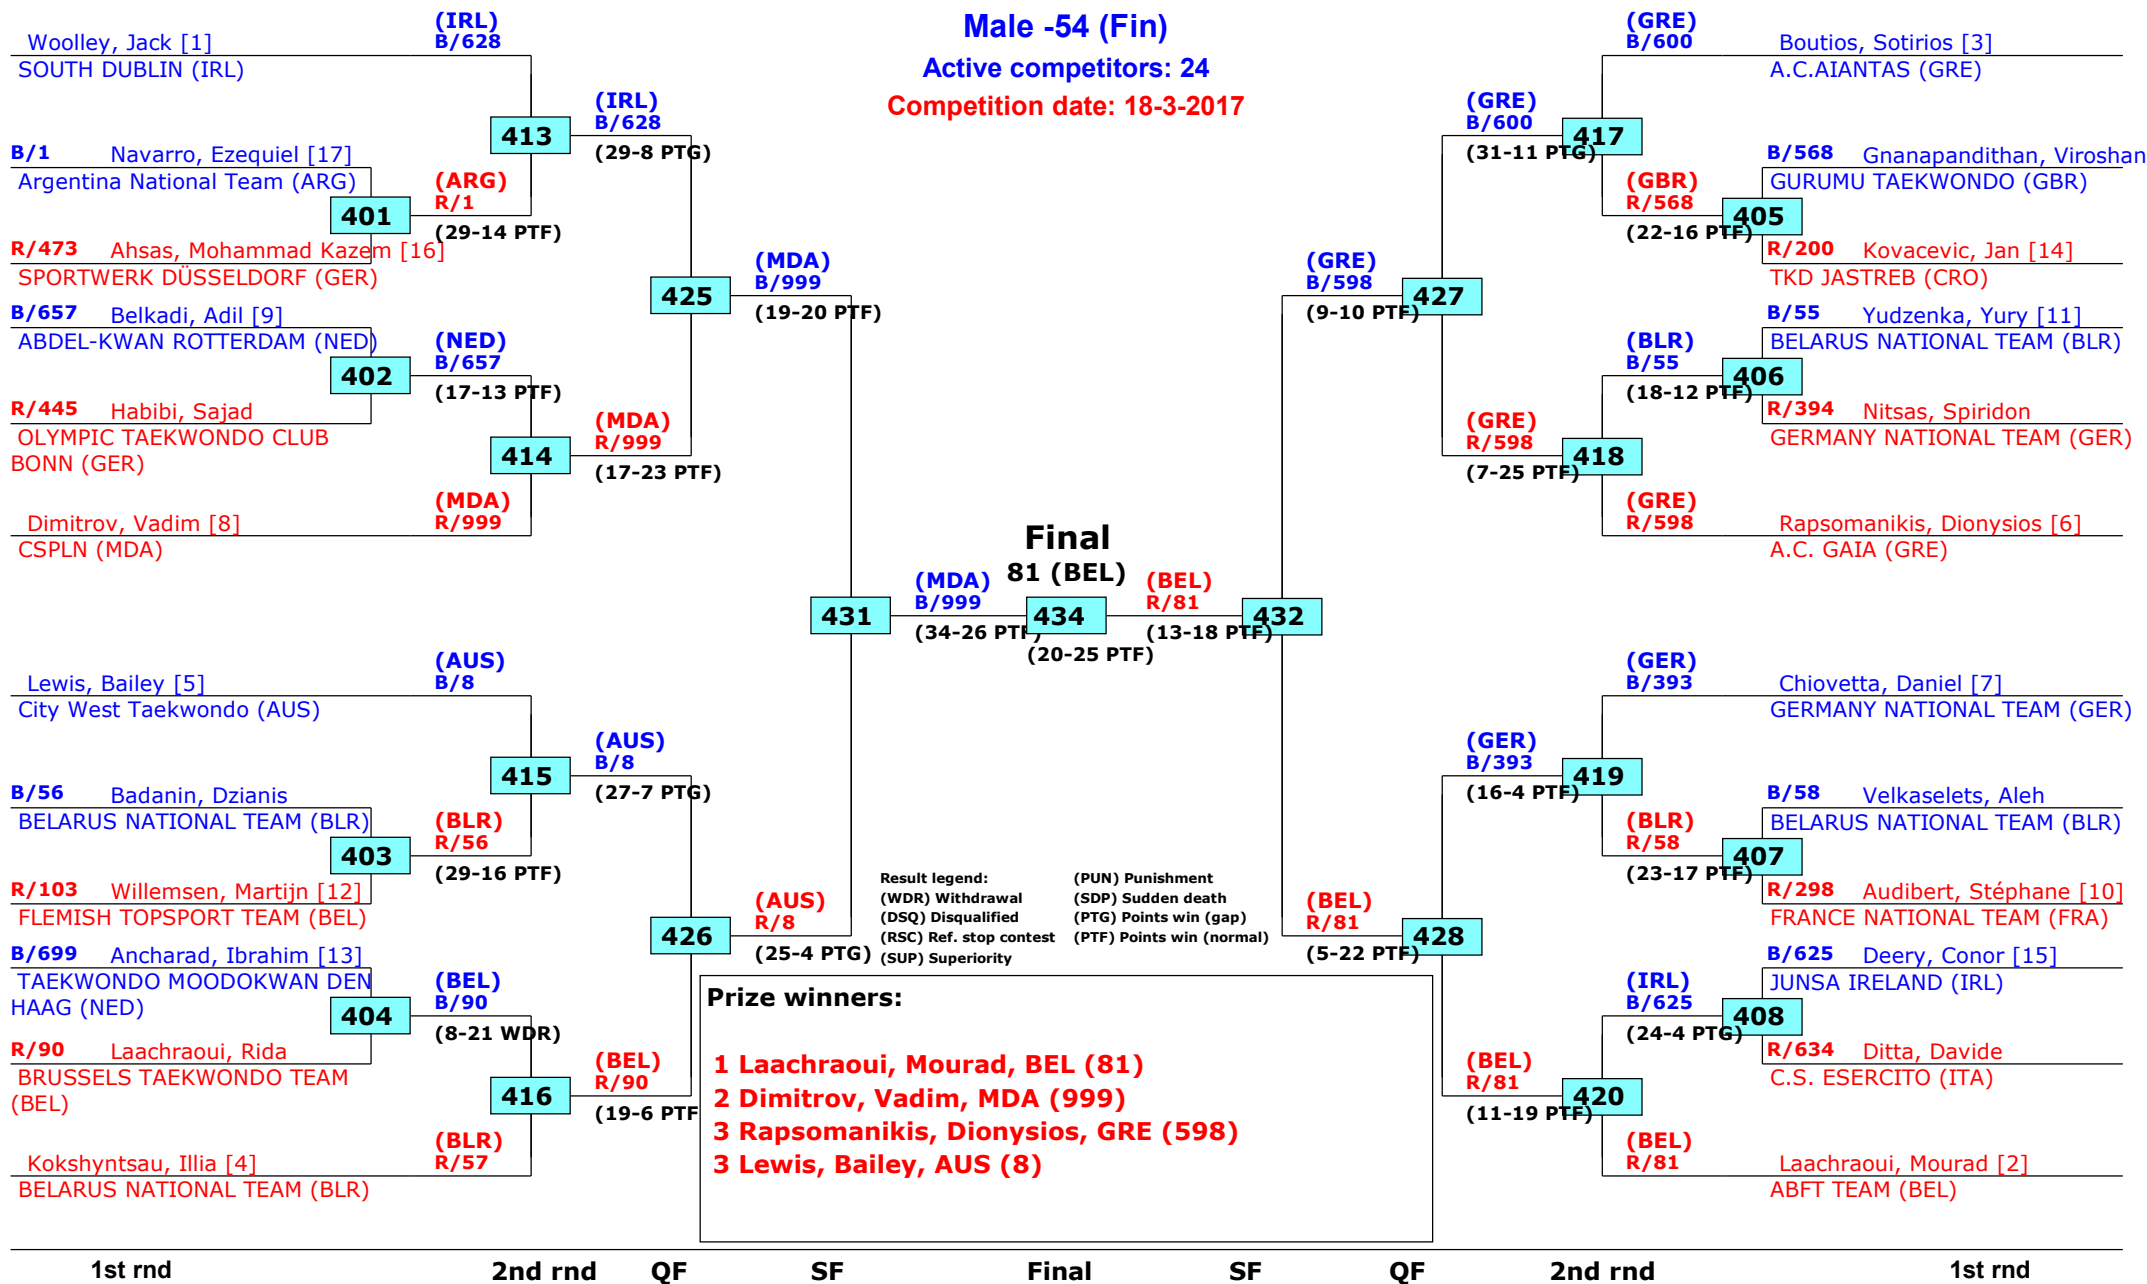 Male -54 (Fin)
Active competitors: 24
Competition date: 18-3-2017
(IRL)
B/628
Woolley, Jack [1]
SOUTH DUBLIN (IRL)
(IRL)
B/628
413
(29-8 PTG)
B/1 Navarro, Ezequiel [17]
Argentina National Team (ARG)
(ARG)
R/1
401
(29-14 PTF)
R/473 Ahsas, Mohammad Kazem [16]
SPORTWERK DÜSSELDORF (GER)
(MDA)
B/999
425
(19-20 PTF)
B/657 Belkadi, Adil [9]
ABDEL-KWAN ROTTERDAM (NED)
(NED)
B/657
402
(17-13 PTF)
R/445 Habibi, Sajad
OLYMPIC TAEKWONDO CLUB
BONN (GER)
(MDA)
R/999
414
(17-23 PTF)
(MDA)
R/999
Dimitrov, Vadim [8]
CSPLN (MDA)
Final
81 (BEL)
(MDA)
B/999
431
(34-26 PTF)
434
(20-25 PTF)
(BEL)
R/81
432
(13-18 PTF)
(AUS)
B/8
Lewis, Bailey [5]
City West Taekwondo (AUS)
(AUS)
B/8
415
(27-7 PTG)
B/56 Badanin, Dzianis
BELARUS NATIONAL TEAM (BLR)
(BLR)
R/56
403
(29-16 PTF)
R/103 Willemsen, Martijn [12]
FLEMISH TOPSPORT TEAM (BEL)
(AUS)
R/8
426
(25-4 PTG)
B/699 Ancharad, Ibrahim [13]
TAEKWONDO MOODOKWAN DEN
HAAG (NED)
(BEL)
B/90
404
(8-21 WDR)
R/90 Laachraoui, Rida
BRUSSELS TAEKWONDO TEAM
(BEL)
(BEL)
R/90
416
(19-6 PTF
(BLR)
R/57
Kokshyntsau, Illia [4]
BELARUS NATIONAL TEAM (BLR)
(GRE)
B/600
Boutios, Sotirios [3]
A.C.AIANTAS (GRE)
(GRE)
B/600
417
(31-11 PTG)
B/568 Gnanapandithan, Viroshan
GURUMU TAEKWONDO (GBR)
(GBR)
R/568
405
(22-16 PTF)
R/200 Kovacevic, Jan [14]
TKD JASTREB (CRO)
(GRE)
B/598
427
(9-10 PTF)
B/55 Yudzenka, Yury [11]
BELARUS NATIONAL TEAM (BLR)
(BLR)
B/55
406
(18-12 PTF)
R/394 Nitsas, Spiridon
GERMANY NATIONAL TEAM (GER)
(GRE)
R/598
418
(7-25 PTF)
(GRE)
R/598
Rapsomanikis, Dionysios [6]
A.C. GAIA (GRE)
(GER)
B/393
Chiovetta, Daniel [7]
GERMANY NATIONAL TEAM (GER)
(GER)
B/393
419
(16-4 PTF)
B/58 Velkaselets, Aleh
BELARUS NATIONAL TEAM (BLR)
(BLR)
R/58
407
(23-17 PTF)
R/298 Audibert, Stéphane [10]
FRANCE NATIONAL TEAM (FRA)
(BEL)
R/81
428
(5-22 PTF)
B/625 Deery, Conor [15]
JUNSA IRELAND (IRL)
(IRL)
B/625
408
(24-4 PTG)
R/634 Ditta, Davide
C.S. ESERCITO (ITA)
(BEL)
R/81
420
(11-19 PTF)
(BEL)
R/81
Laachraoui, Mourad [2]
ABFT TEAM (BEL)
Result legend: (PUN) Punishment
(WDR) Withdrawal (SDP) Sudden death
(DSQ) Disqualified (PTG) Points win (gap)
(RSC) Ref. stop contest (PTF) Points win (normal)
(SUP) Superiority
Prize winners:
1 Laachraoui, Mourad, BEL (81)
2 Dimitrov, Vadim, MDA (999)
3 Rapsomanikis, Dionysios, GRE (598)
3 Lewis, Bailey, AUS (8)
1st rnd 2nd rnd QF SF Final SF QF 2nd rnd 1st rnd